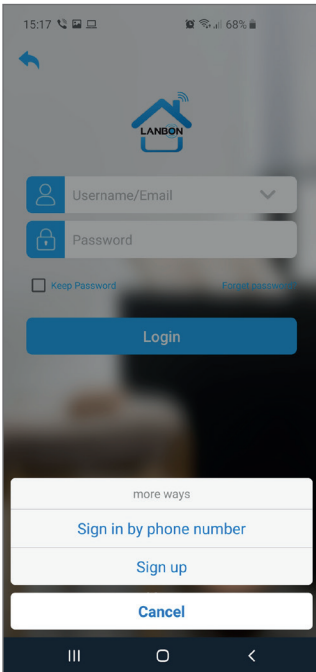 15:17 68%
LANBON
Username/Email
Password
Keep Password Forget password
Login
more ways
Sign in by phone number
Sign up
Cancel